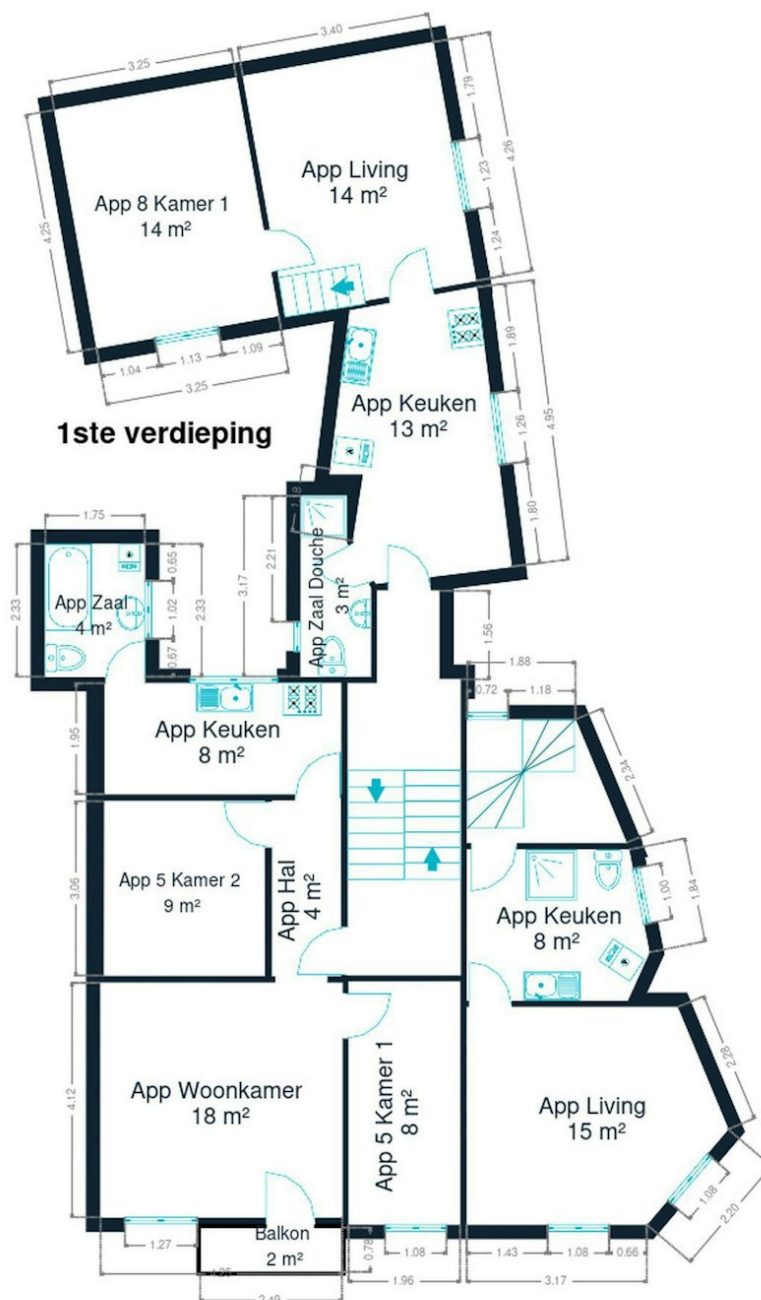 3.40
3.25
1.79
4.26
App Living
14 m²
1.23
App 8 Kamer 1
14 m²
4.25
1.24
1.04
1.13
1.09
3.25
1.89
App Keuken
13 m²
1.26
4.95
1ste verdieping
1.80
1.75
2.33
App Zaal
4 m²
0.65
1.02
0.67
2.33
3.17
2.21
App Zaal Douche
3 m²
1.56
1.88
0.72
1.18
2.34
1.95
App Keuken
8 m²
3.06
App 5 Kamer 2
9 m²
App Hal
4 m²
App Keuken
8 m²
1.00
1.84
4.12
App Woonkamer
18 m²
App 5 Kamer 1
8 m²
App Living
15 m²
2.28
1.08
2.20
Balkon
2 m²
0.78
1.27
4.25
2.49
1.08
1.96
1.43
1.08
0.66
3.17